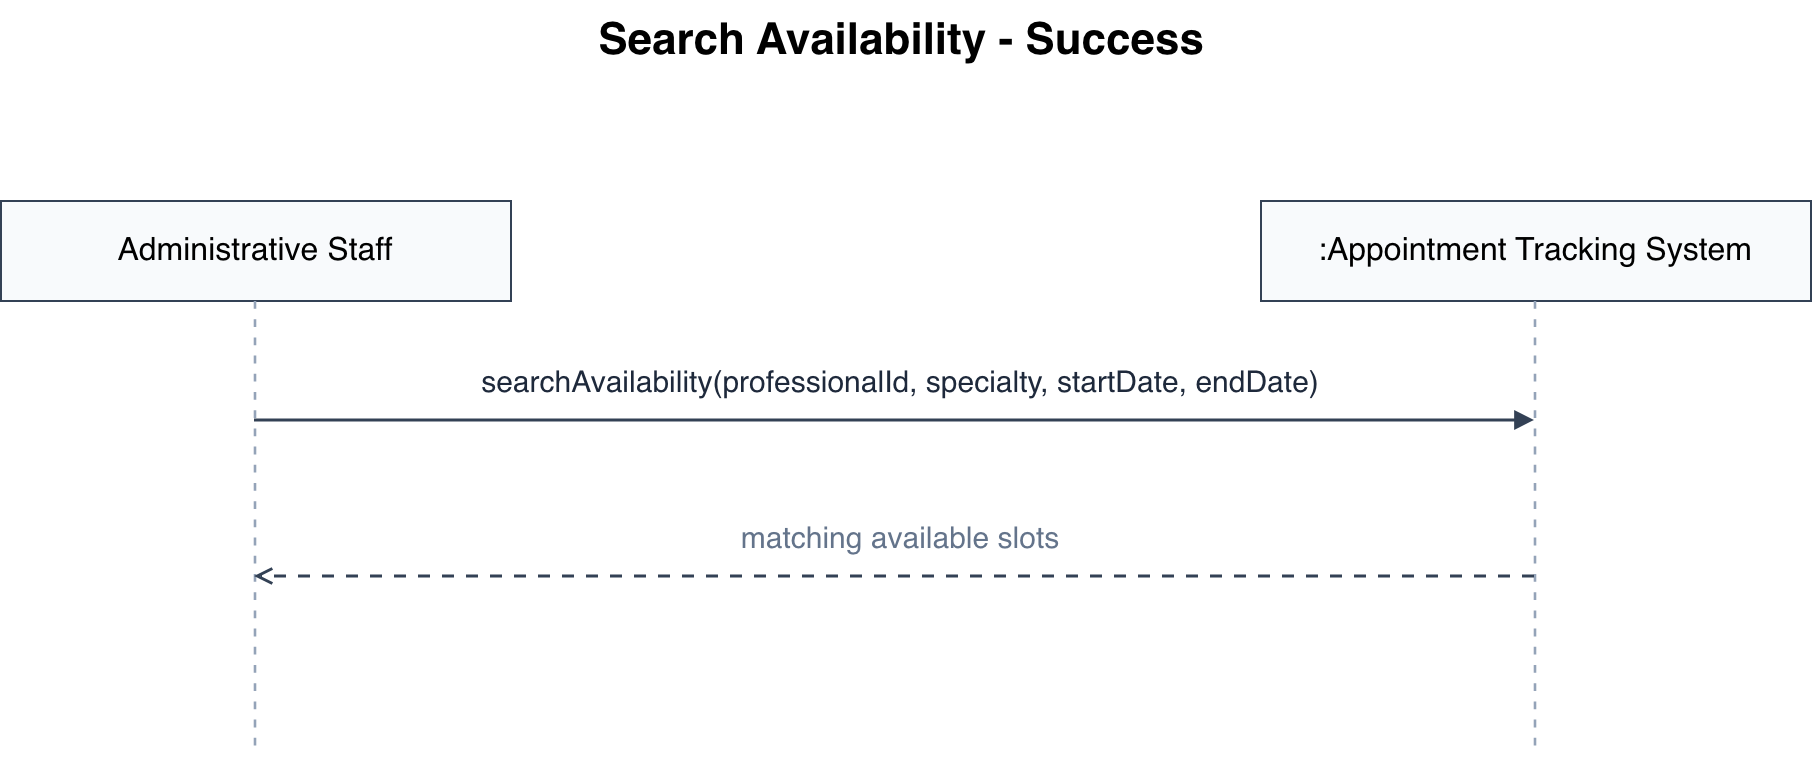 Search Availability - Success
Administrative Staff
:Appointment Tracking System
searchAvailability(professionalId, specialty, startDate, endDate)
matching available slots